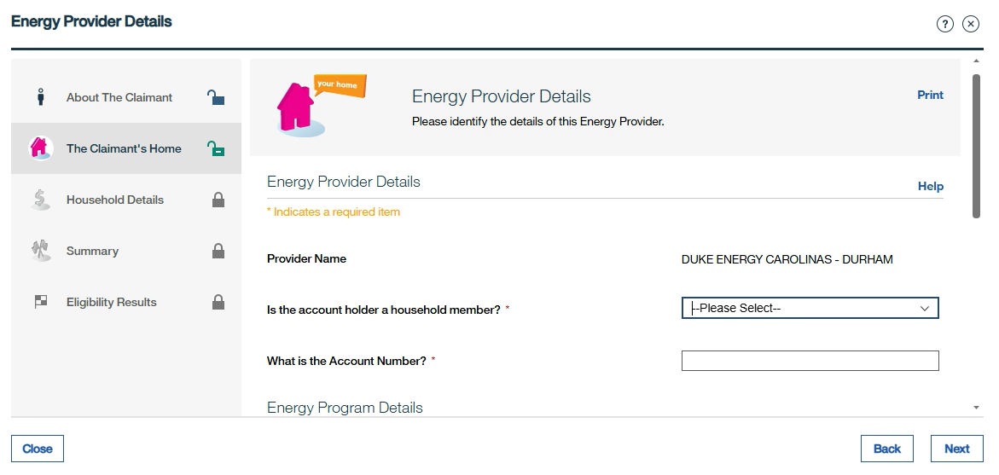 Energy Provider Details
?
About The Claimant
The Claimant's Home
Household Details
Summary
Eligibility Results
your home
Energy Provider Details
Print
Please identify the details of this Energy Provider.
Energy Provider Details
Help
* Indicates a required item
Provider Name DUKE ENERGY CAROLINAS - DURHAM
Is the account holder a household member? * --Please Select--
What is the Account Number? *
Energy Program Details
Close Back Next